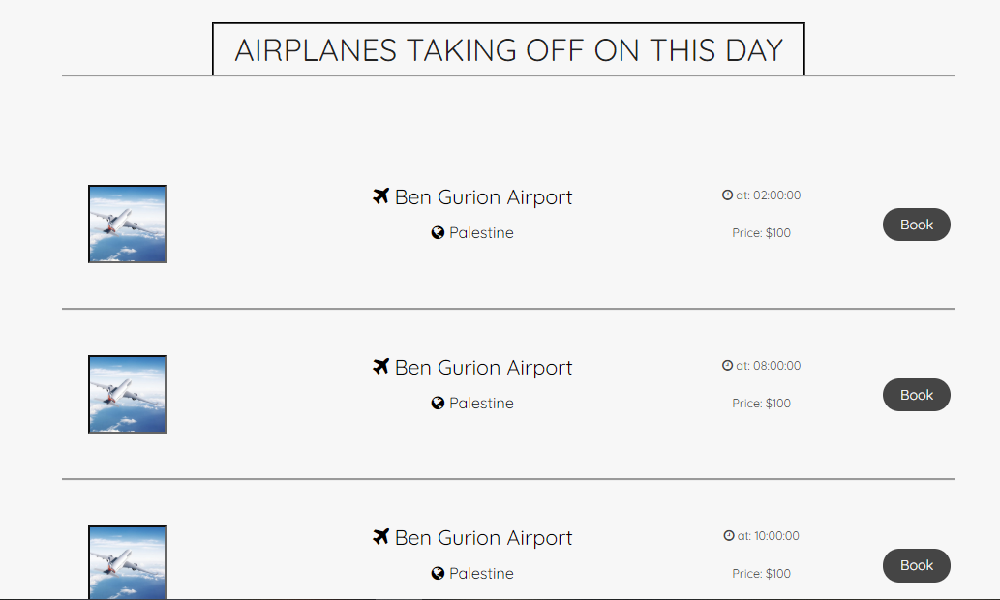 AIRPLANES TAKING OFF ON THIS DAY
Ben Gurion Airport
at: 02:00:00
Palestine
Price: $100
Book
Ben Gurion Airport
at: 08:00:00
Palestine
Price: $100
Book
Ben Gurion Airport
at: 10:00:00
Palestine
Price: $100
Book